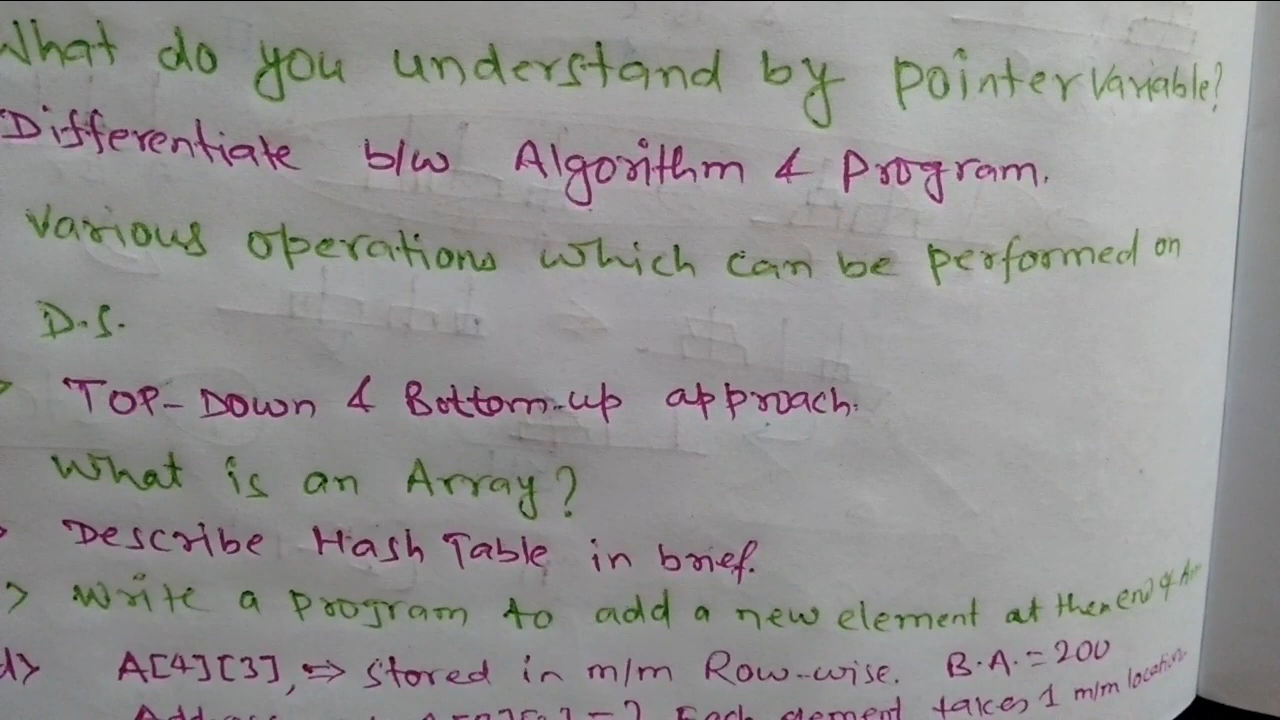 What do you understand by pointer variable?
Differentiate b/w Algorithm & Program.
Various operations which can be performed on
D.S.
> TOP-DOWN & Bottom-up approach.
What is an Array?
> Describe Hash Table in brief.
> Write a program to add a new element at then end of
d> A[4][3], => stored in m/m Row-wise. B.A. = 200
Each element takes 1 m/m location